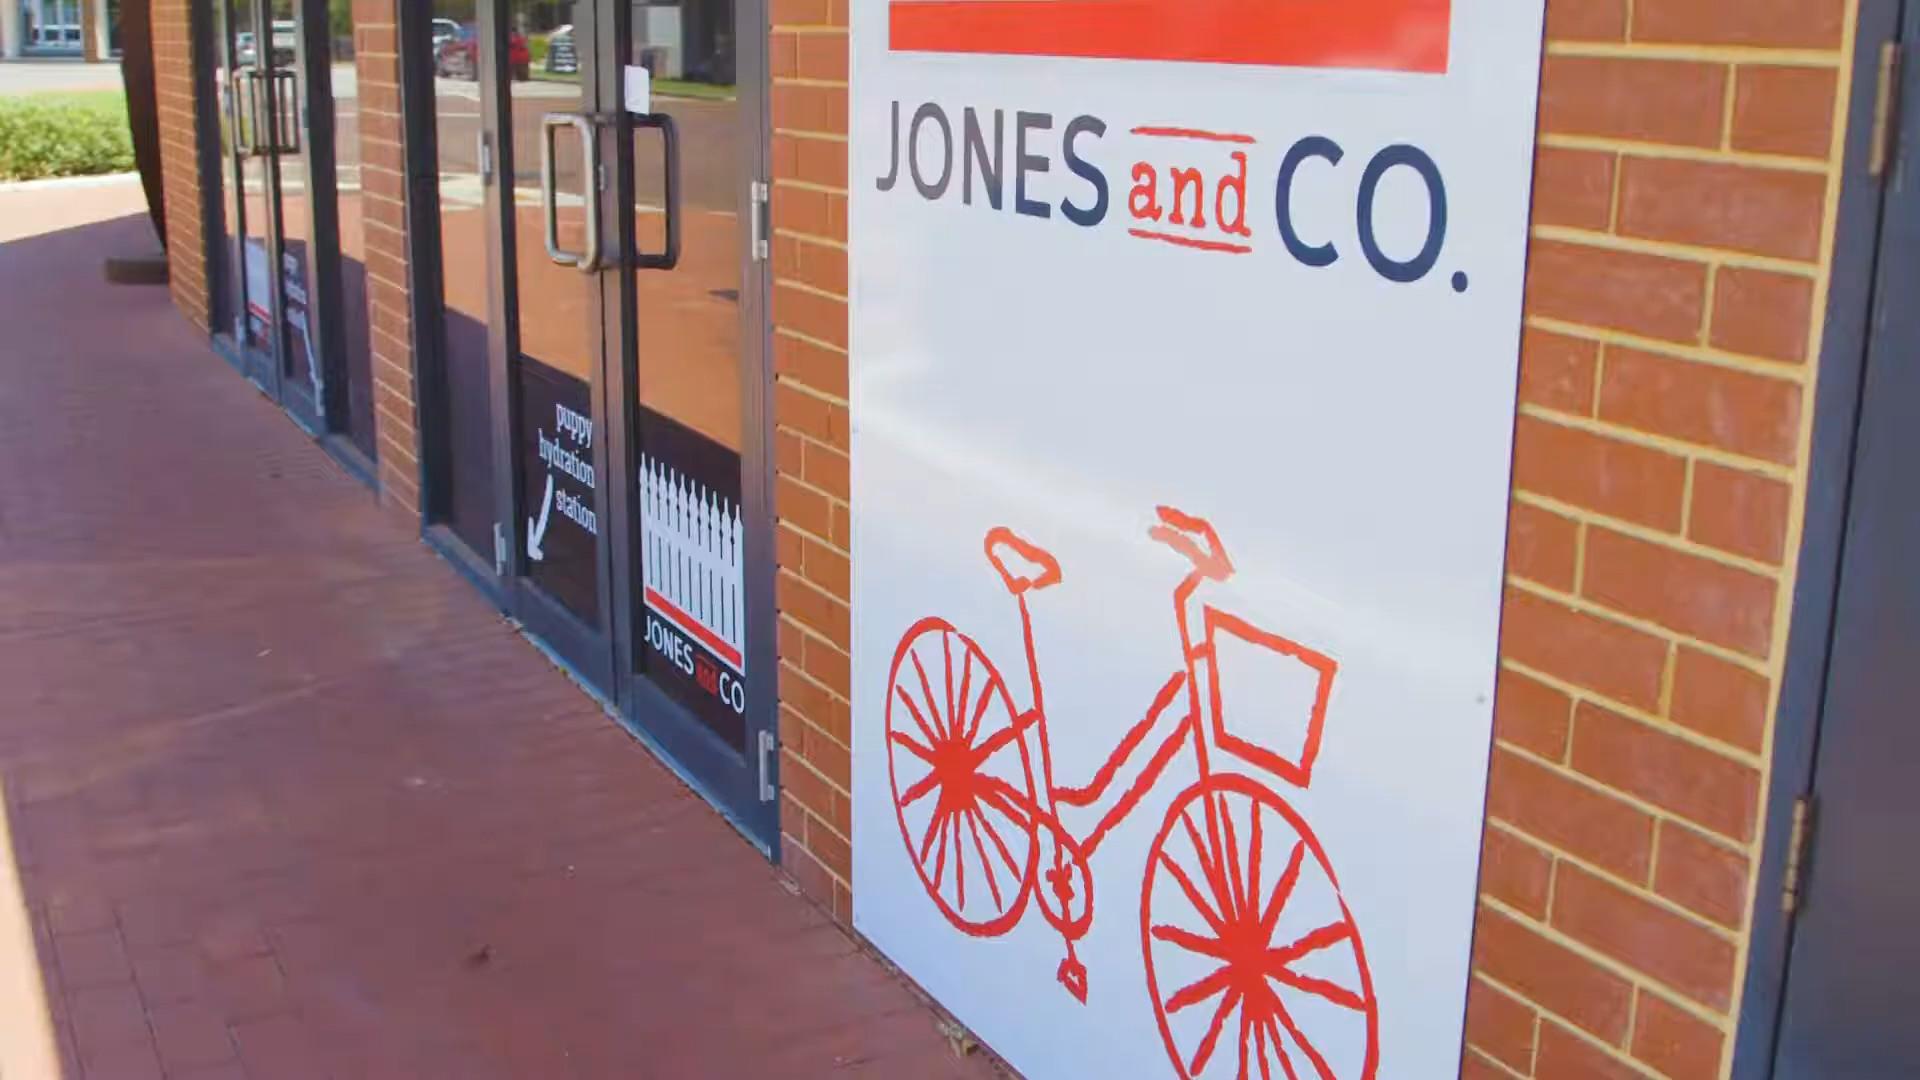 JONES and CO.
puppy
hydration
station
JONES and CO